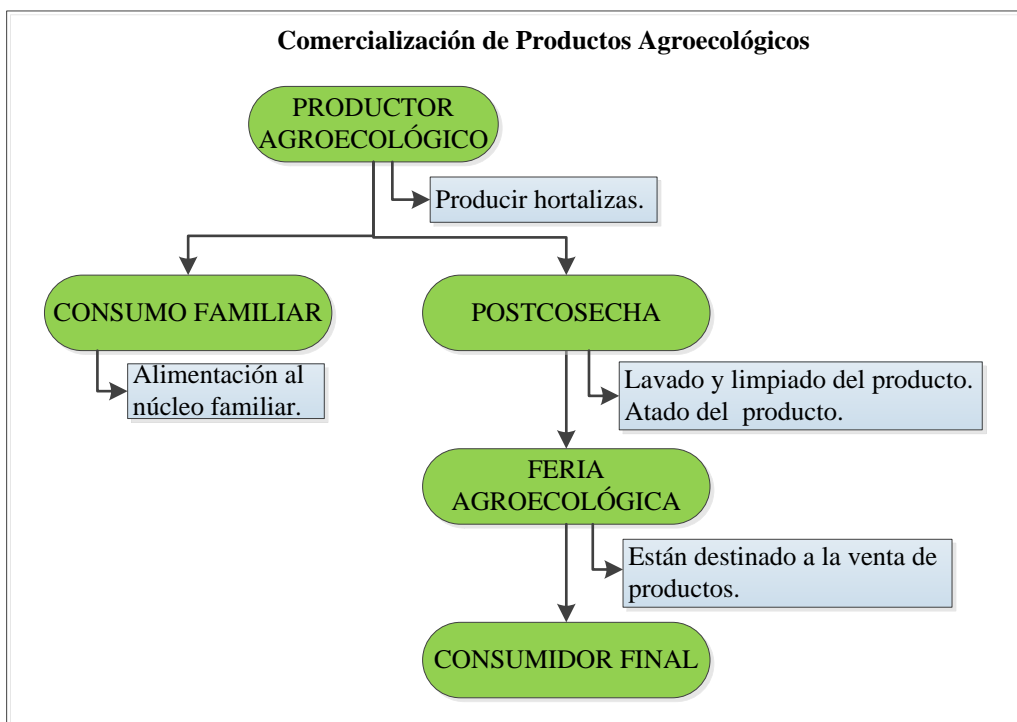 Comercialización de Productos Agroecológicos
PRODUCTOR
AGROECOLÓGICO
Producir hortalizas.
CONSUMO FAMILIAR
POSTCOSECHA
Alimentación al
núcleo familiar.
Lavado y limpiado del producto.
Atado del producto.
FERIA
AGROECOLÓGICA
Están destinado a la venta de
productos.
CONSUMIDOR FINAL